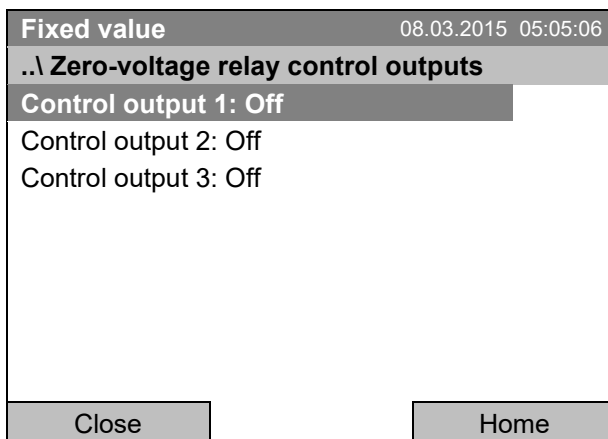 Fixed value 08.03.2015 05:05:06
..\ Zero-voltage relay control outputs
Control output 1: Off
Control output 2: Off
Control output 3: Off
Close Home